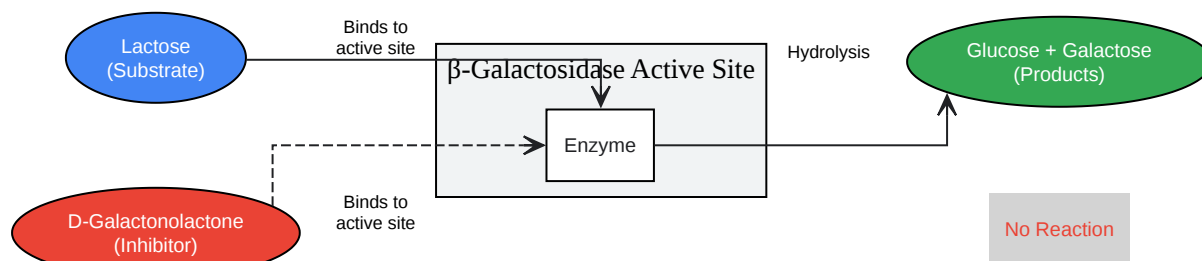 Lactose
(Substrate)
Binds to
active site
β-Galactosidase Active Site
Hydrolysis
Glucose + Galactose
(Products)
Enzyme
D-Galactonolactone
(Inhibitor)
Binds to
active site
No Reaction